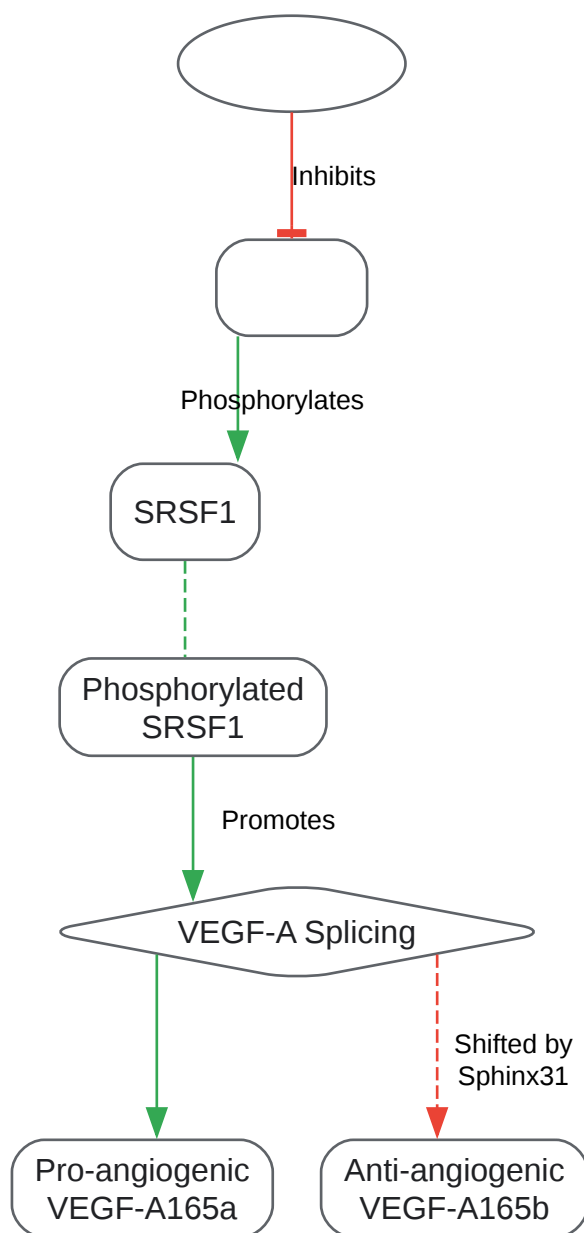 Inhibits
Phosphorylates
SRSF1
Phosphorylated
SRSF1
Promotes
VEGF-A Splicing
Shifted by
Sphinx31
Pro-angiogenic
VEGF-A165a
Anti-angiogenic
VEGF-A165b